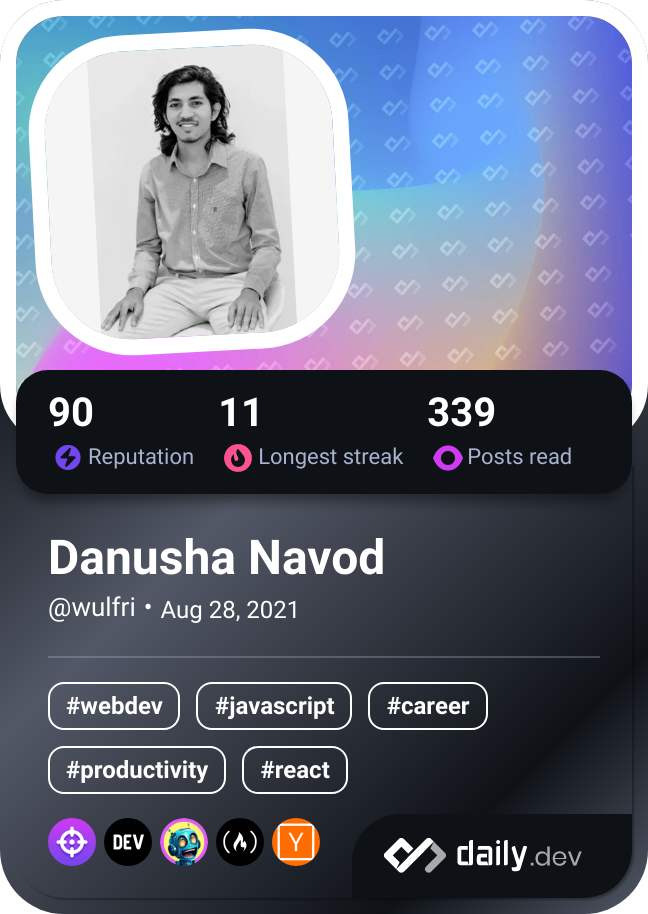 90 11 339
Reputation Longest streak Posts read
Danusha Navod
@wulfri • Aug 28, 2021
#webdev #javascript #career
#productivity #react
DEV Y daily.dev